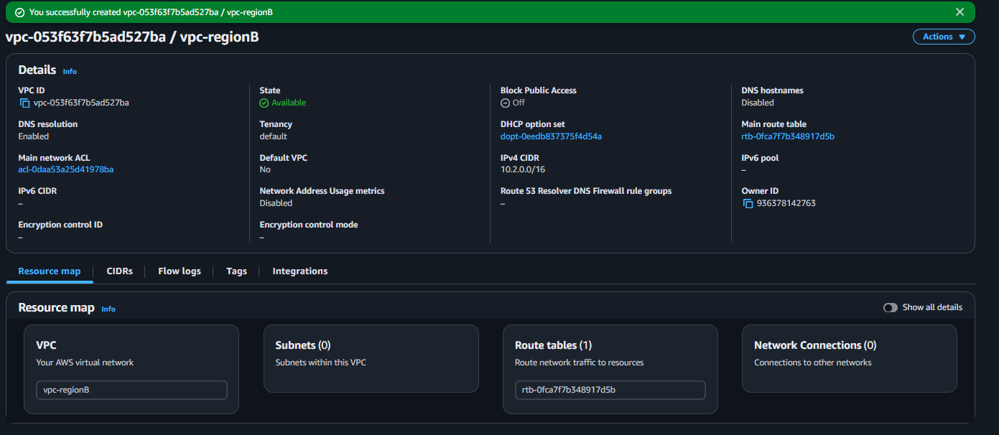 You successfully created vpc-053f63f7b5ad527ba / vpc-regionB
vpc-053f63f7b5ad527ba / vpc-regionB
Actions
Details Info
VPC ID
vpc-053f63f7b5ad527ba
State
Available
Block Public Access
Off
DNS hostnames
Disabled
DNS resolution
Enabled
Tenancy
default
DHCP option set
dopt-0eedb837375f4d54a
Main route table
rtb-0fca7f7b348917d5b
Main network ACL
acl-0daa53a25d41978ba
Default VPC
No
IPv4 CIDR
10.2.0.0/16
IPv6 pool
–
IPv6 CIDR
–
Network Address Usage metrics
Disabled
Route 53 Resolver DNS Firewall rule groups
–
Owner ID
936378142763
Encryption control ID
–
Encryption control mode
–
Resource map
CIDRs
Flow logs
Tags
Integrations
Resource map Info
Show all details
VPC
Your AWS virtual network
vpc-regionB
Subnets (0)
Subnets within this VPC
Route tables (1)
Route network traffic to resources
rtb-0fca7f7b348917d5b
Network Connections (0)
Connections to other networks